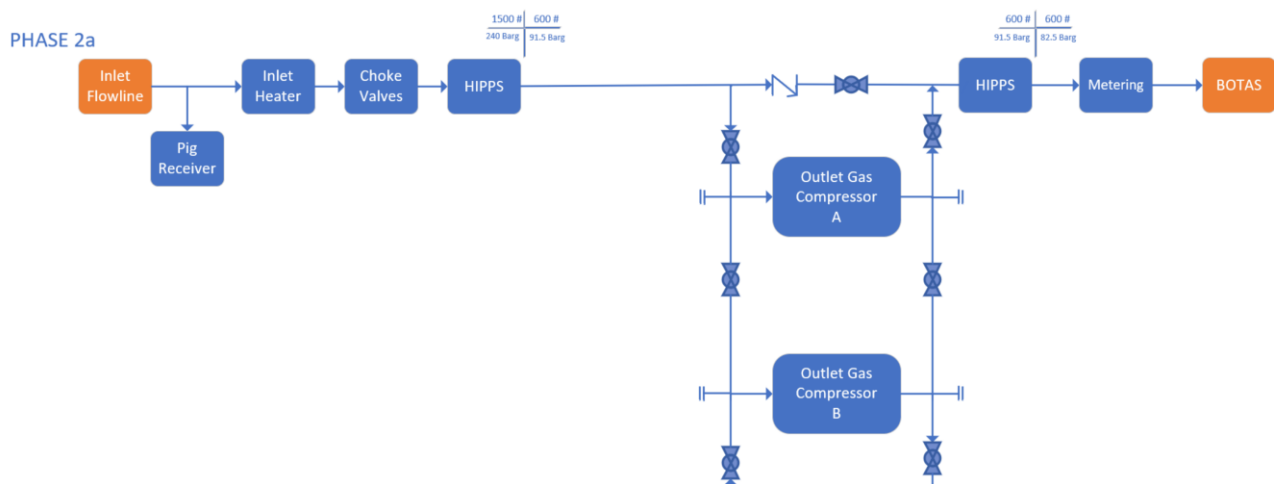 PHASE 2a
1500 # 600 #
240 Barg 91.5 Barg
600 # 600 #
91.5 Barg 82.5 Barg
Inlet
Flowline
Inlet
Heater
Choke
Valves
HIPPS
HIPPS
Metering
BOTAS
Pig
Receiver
Outlet Gas
Compressor
A
Outlet Gas
Compressor
B